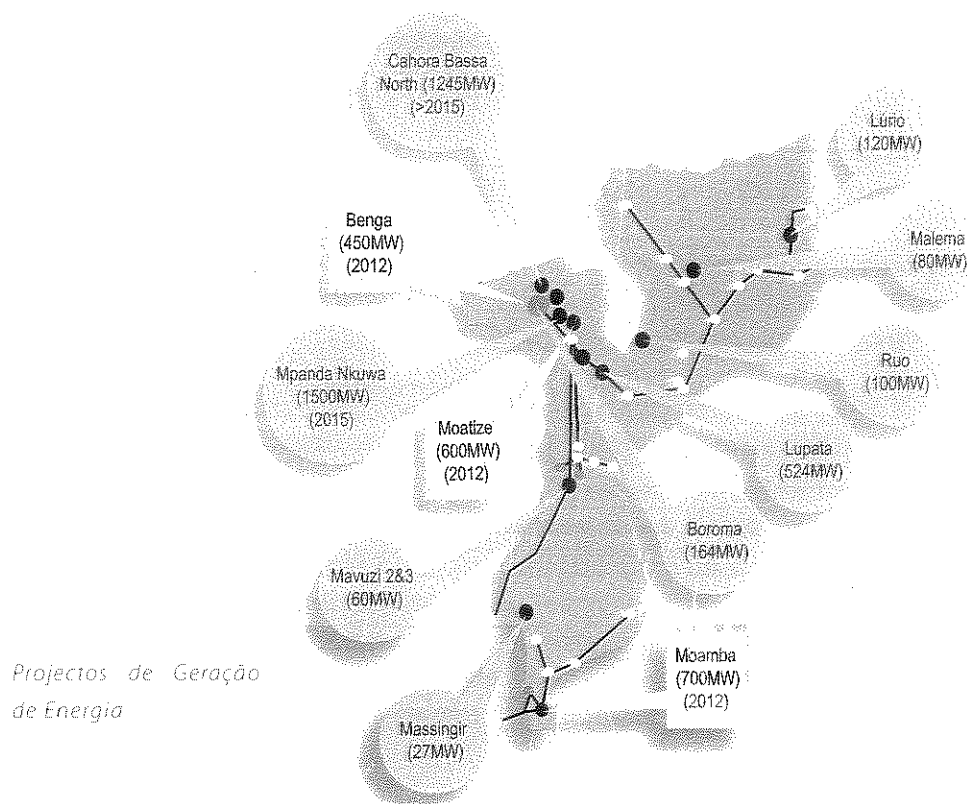 Cahora Bassa
North (1245MW)
(>2015)
Lurio
(120MW)
Benga
(450MW)
(2012)
Malema
(80MW)
Mpanda Nkuwa
(1500MW)
(2015)
Ruo
(100MW)
Moatize
(600MW)
(2012)
Lupata
(524MW)
Boroma
(164MW)
Mavuzi 2&3
(60MW)
Moamba
(700MW)
(2012)
Projectos de Geração
de Energia
Massingir
(27MW)